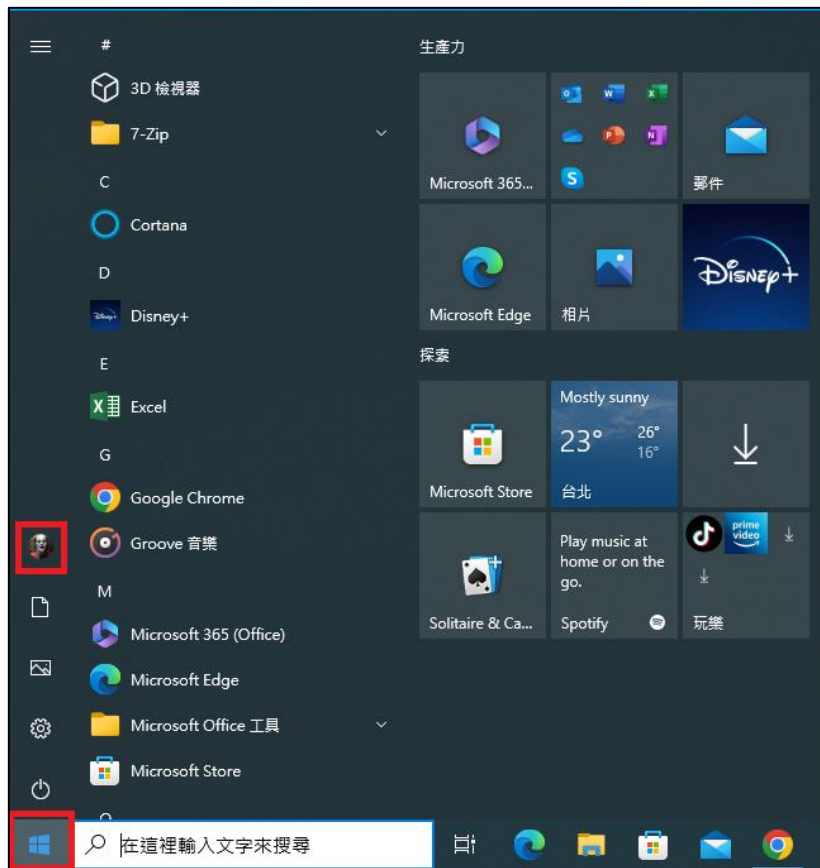 #
3D 檢視器
7-Zip
C
Cortana
D
Disney+
E
Excel
G
Google Chrome
Groove 音樂
M
Microsoft 365 (Office)
Microsoft Edge
Microsoft Office 工具
Microsoft Store
生產力
Microsoft 365...
郵件
Microsoft Edge
相片
Disney+
探索
Microsoft Store
Mostly sunny
23°
26°
16°
台北
Solitaire & Ca...
Play music at
home or on the
go.
Spotify
prime
video
玩樂
在這裡輸入文字來搜尋